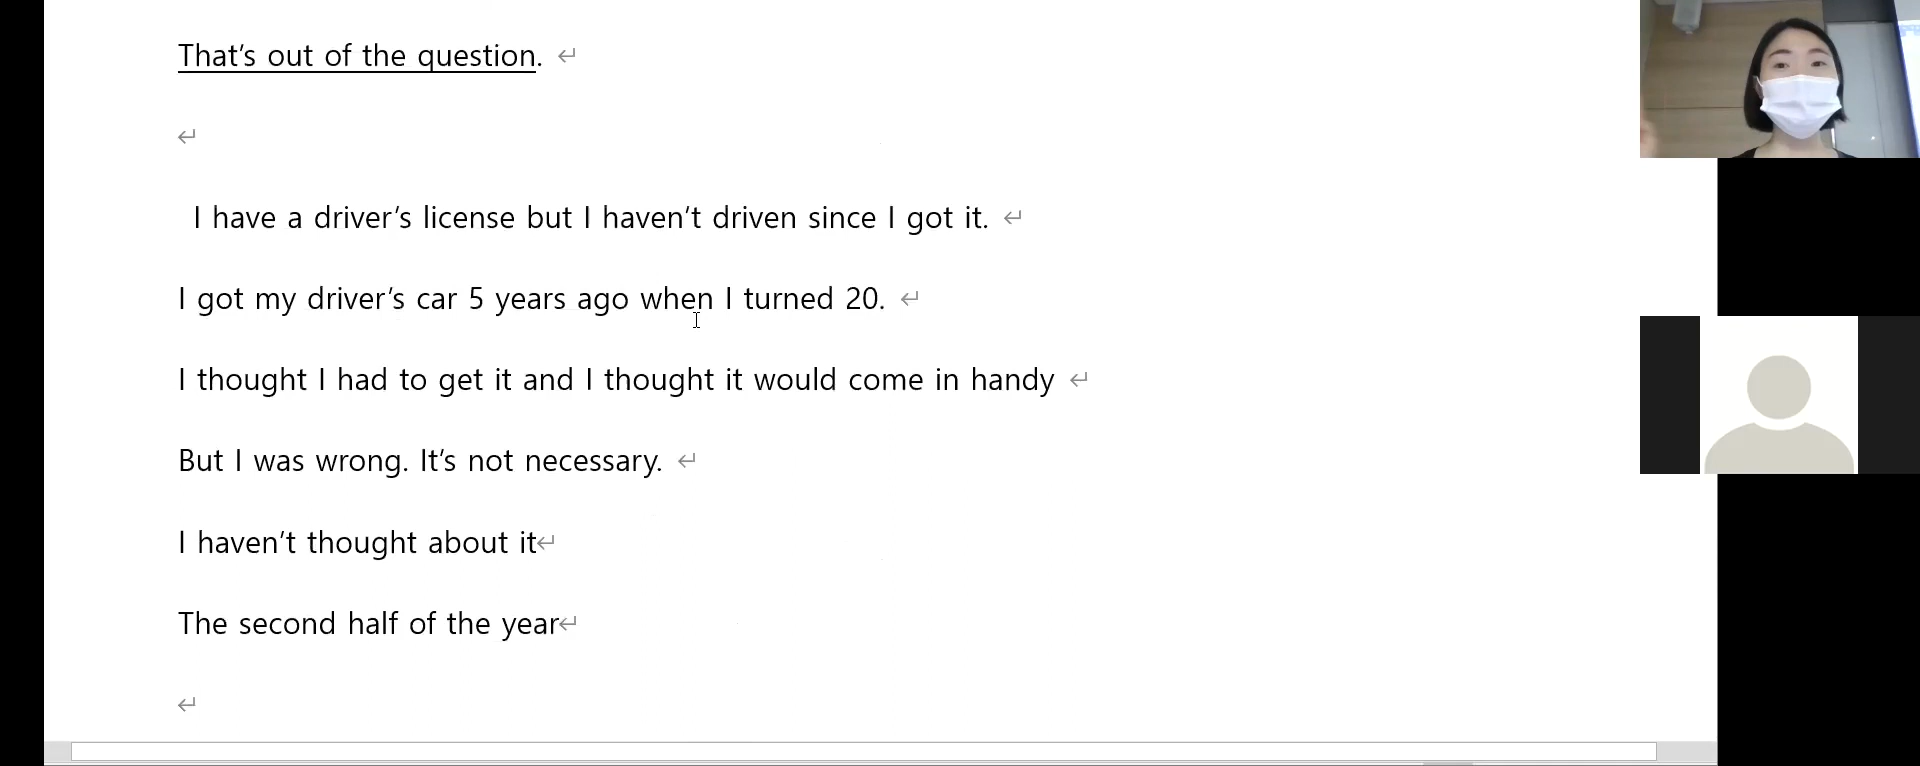 That’s out of the question.
I have a driver’s license but I haven’t driven since I got it.
I got my driver’s car 5 years ago when I turned 20.
I thought I had to get it and I thought it would come in handy
But I was wrong. It’s not necessary.
I haven’t thought about it
The second half of the year